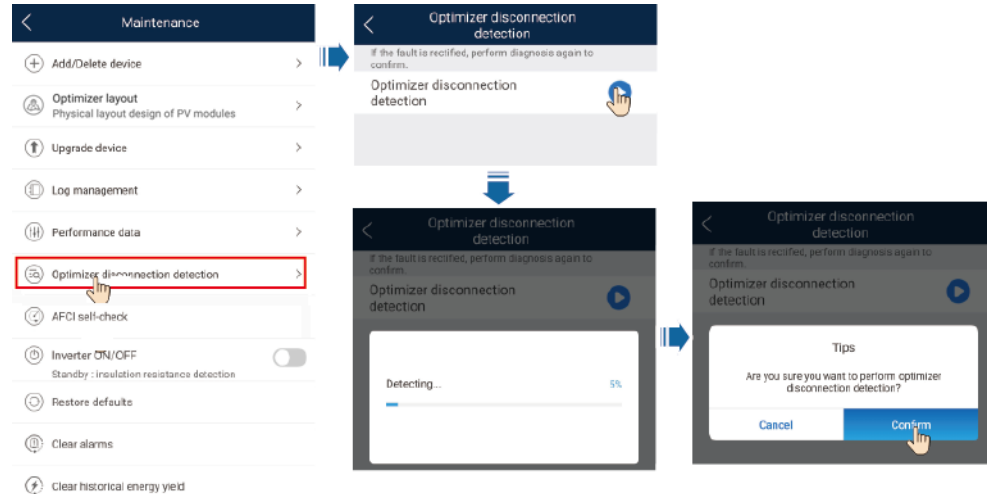 Maintenance
Add/Delete device
Optimizer layout
Physical layout design of PV modules
Upgrade device
Log management
Performance data
Optimizer disconnection detection
AFCI self-check
Inverter ON/OFF
Standby : insulation resistance detection
Restore defaults
Clear alarms
Clear historical energy yield
Optimizer disconnection
detection
If the fault is rectified, perform diagnosis again to
confirm.
Optimizer disconnection
detection
Optimizer disconnection
detection
If the fault is rectified, perform diagnosis again to
confirm.
Optimizer disconnection
detection
Detecting...
5%
Optimizer disconnection
detection
If the fault is rectified, perform diagnosis again to
confirm.
Optimizer disconnection
detection
Tips
Are you sure you want to perform optimizer
disconnection detection?
Cancel
Confirm